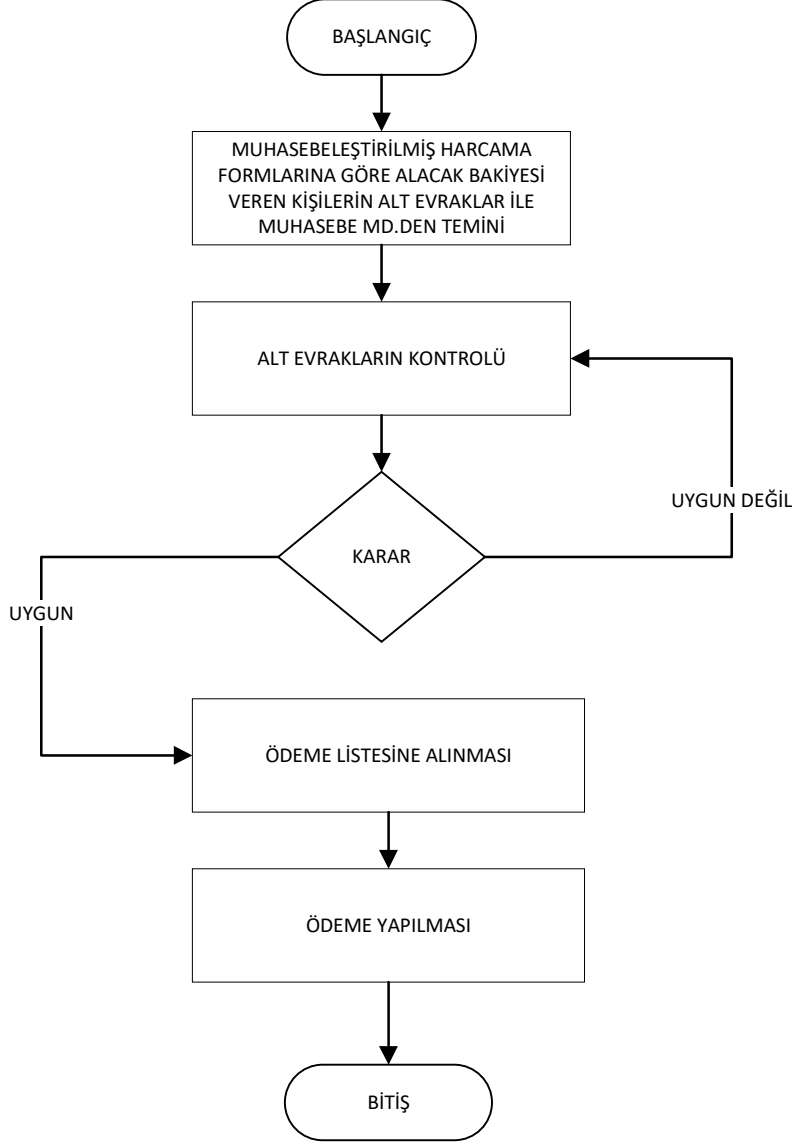 BAŞLANGIÇ
MUHASEBELEŞTİRİLMİŞ HARCAMA
FORMLARINA GÖRE ALACAK BAKİYESİ
VEREN KİŞİLERİN ALT EVRAKLAR İLE
MUHASEBE MD.DEN TEMİNİ
ALT EVRAKLARIN KONTROLÜ
UYGUN DEĞİL
KARAR
UYGUN
ÖDEME LİSTESİNE ALINMASI
ÖDEME YAPILMASI
BİTİŞ